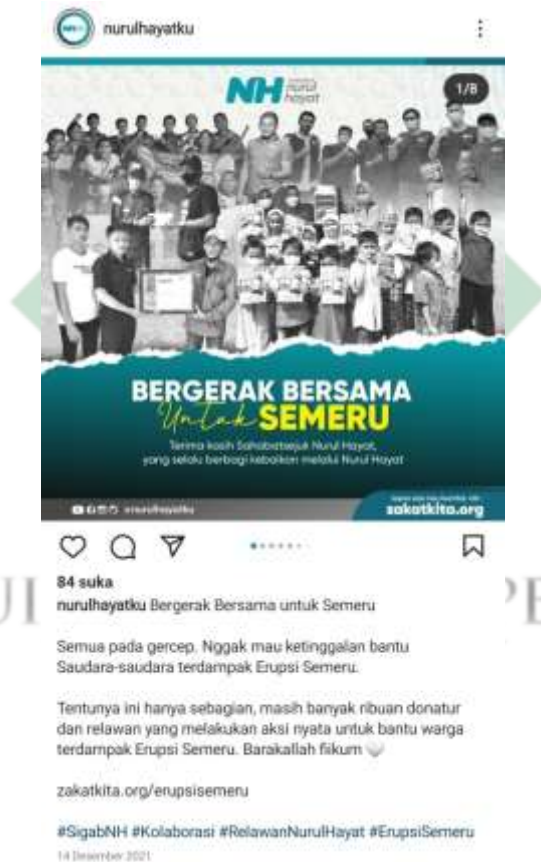 nurulhayatku
NH nurul hayat
1/8
BERGERAK BERSAMA
Untuk SEMERU
Terima kasih Sahabatsejuk Nurul Hayat,
yang selalu berbagi kebaikan melalui Nurul Hayat
nurulhayatku
zakatkita.org
84 suka
nurulhayatku Bergerak Bersama untuk Semeru
Semua pada gercep. Nggak mau ketinggalan bantu
Saudara-saudara terdampak Erupsi Semeru.
Tentunya ini hanya sebagian, masih banyak ribuan donatur
dan relawan yang melakukan aksi nyata untuk bantu warga
terdampak Erupsi Semeru. Barakallah fiikum 🤍
zakatkita.org/erupsisemeru
#SigabNH #Kolaborasi #RelawanNurulHayat #ErupsiSemeru
14 Desember 2021